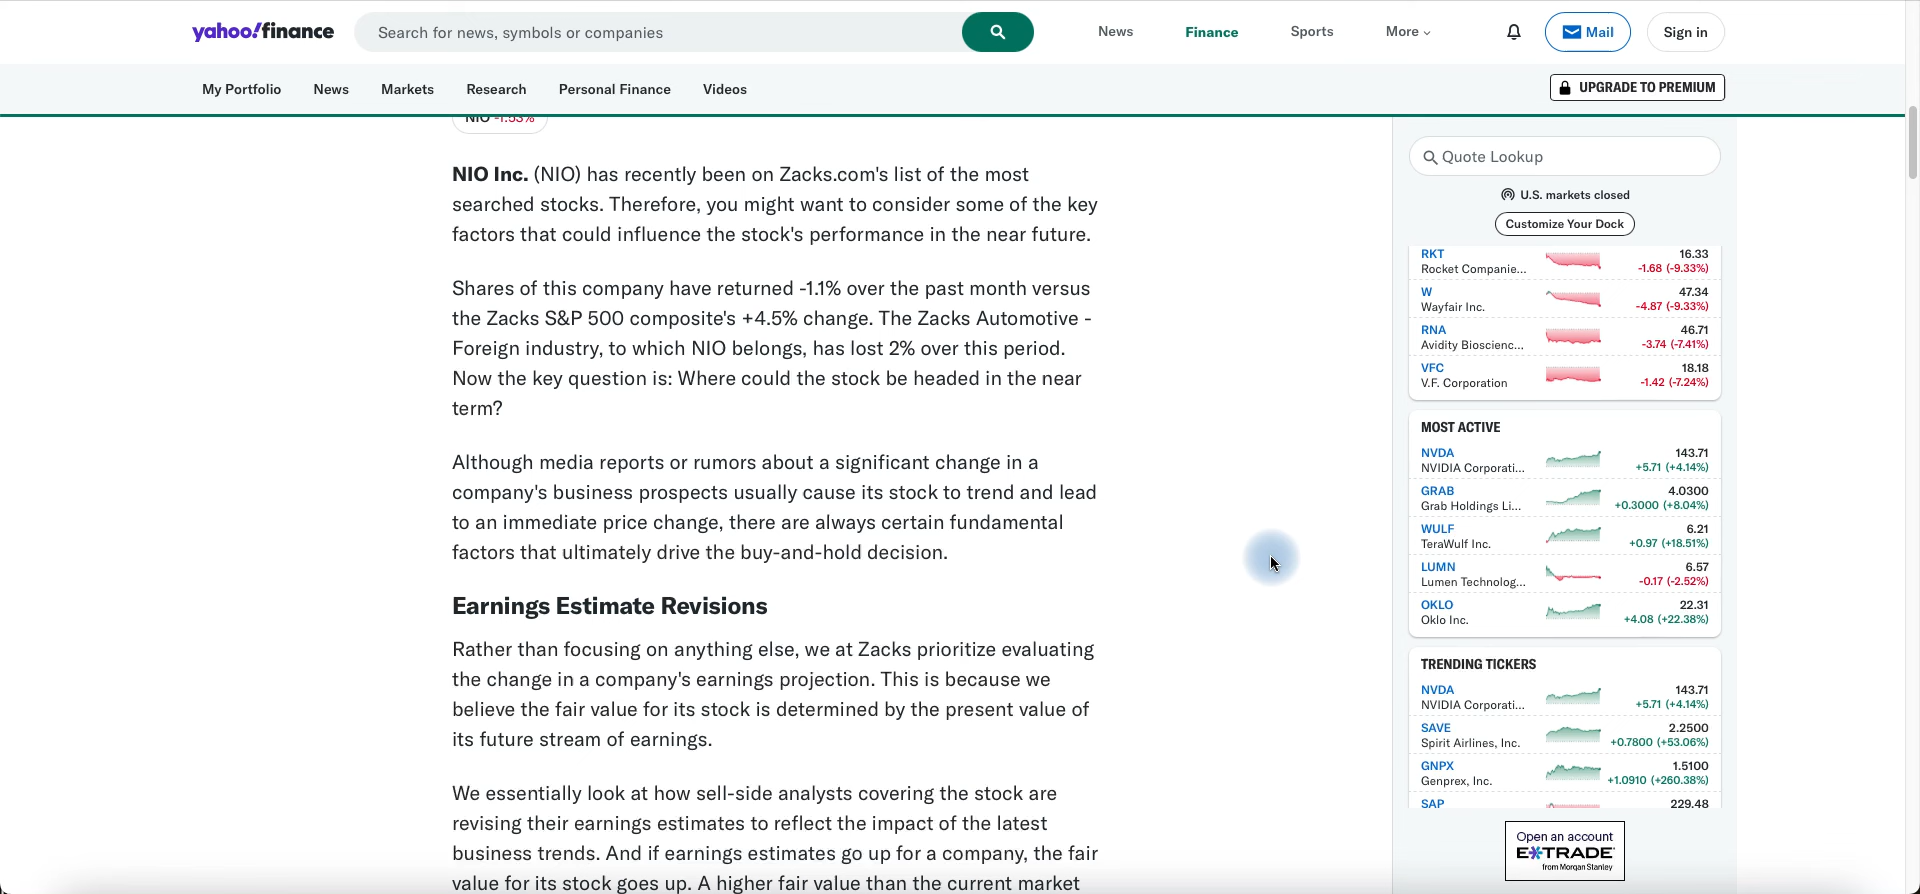 yahoo!finance
Search for news, symbols or companies
News
Finance
Sports
More
Mail
Sign in
My Portfolio
News
Markets
Research
Personal Finance
Videos
UPGRADE TO PREMIUM
NIO -1.53%
NIO Inc. (NIO) has recently been on Zacks.com's list of the most
searched stocks. Therefore, you might want to consider some of the key
factors that could influence the stock's performance in the near future.
Shares of this company have returned -1.1% over the past month versus
the Zacks S&P 500 composite's +4.5% change. The Zacks Automotive -
Foreign industry, to which NIO belongs, has lost 2% over this period.
Now the key question is: Where could the stock be headed in the near
term?
Although media reports or rumors about a significant change in a
company's business prospects usually cause its stock to trend and lead
to an immediate price change, there are always certain fundamental
factors that ultimately drive the buy-and-hold decision.
Earnings Estimate Revisions
Rather than focusing on anything else, we at Zacks prioritize evaluating
the change in a company's earnings projection. This is because we
believe the fair value for its stock is determined by the present value of
its future stream of earnings.
We essentially look at how sell-side analysts covering the stock are
revising their earnings estimates to reflect the impact of the latest
business trends. And if earnings estimates go up for a company, the fair
value for its stock goes up. A higher fair value than the current market
Quote Lookup
U.S. markets closed
Customize Your Dock
RKT 16.33
Rocket Companie... -1.68 (-9.33%)
W 47.34
Wayfair Inc. -4.87 (-9.33%)
RNA 46.71
Avidity Bioscienc... -3.74 (-7.41%)
VFC 18.18
V.F. Corporation -1.42 (-7.24%)
MOST ACTIVE
NVDA 143.71
NVIDIA Corporati... +5.71 (+4.14%)
GRAB 4.0300
Grab Holdings Li... +0.3000 (+8.04%)
WULF 6.21
TeraWulf Inc. +0.97 (+18.51%)
LUMN 6.57
Lumen Technolog... -0.17 (-2.52%)
OKLO 22.31
Oklo Inc. +4.08 (+22.38%)
TRENDING TICKERS
NVDA 143.71
NVIDIA Corporati... +5.71 (+4.14%)
SAVE 2.2500
Spirit Airlines, Inc. +0.7800 (+53.06%)
GNPX 1.5100
Genprex, Inc. +1.0910 (+260.38%)
SAP 229.48
Open an account
E*TRADE
from Morgan Stanley